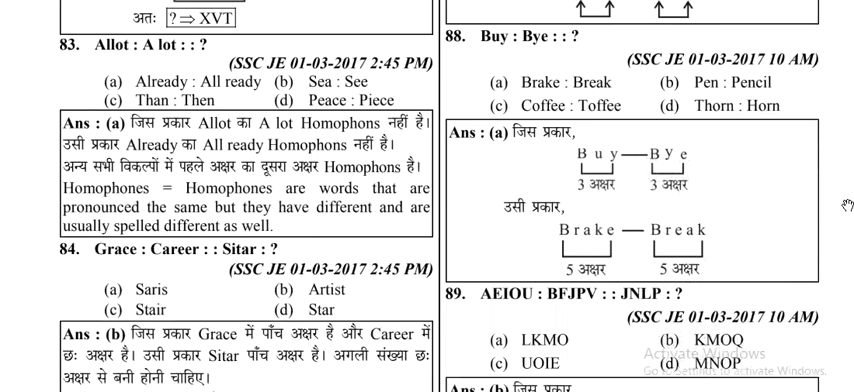 अतः ? ⇒ XVT
83. Allot : A lot : : ?
(SSC JE 01-03-2017 2:45 PM)
(a) Already : All ready (b) Sea : See
(c) Than : Then (d) Peace : Piece
Ans : (a) जिस प्रकार Allot का A lot Homophons नहीं है।
उसी प्रकार Already का All ready Homophons नहीं है।
अन्य सभी विकल्पों में पहले अक्षर का दूसरा अक्षर Homophons है।
Homophones = Homophones are words that are
pronounced the same but they have different and are
usually spelled different as well.
84. Grace : Career : : Sitar : ?
(SSC JE 01-03-2017 2:45 PM)
(a) Saris (b) Artist
(c) Stair (d) Star
Ans : (b) जिस प्रकार Grace में पाँच अक्षर है और Career में
छः अक्षर है। उसी प्रकार Sitar पाँच अक्षर है। अगली संख्या छः
अक्षर से बनी होनी चाहिए।
88. Buy : Bye : : ?
(SSC JE 01-03-2017 10 AM)
(a) Brake : Break (b) Pen : Pencil
(c) Coffee : Toffee (d) Thorn : Horn
Ans : (a) जिस प्रकार,
B u y — B y e
3 अक्षर 3 अक्षर
उसी प्रकार,
B r a k e — B r e a k
5 अक्षर 5 अक्षर
89. AEIOU : BFJPV : : JNLP : ?
(SSC JE 01-03-2017 10 AM)
(a) LKMO (b) KMOQ
(c) UOIE (d) MNOP
Activate Windows
Go to Settings to activate Windows.
Ans : (b) जिस प्रकार